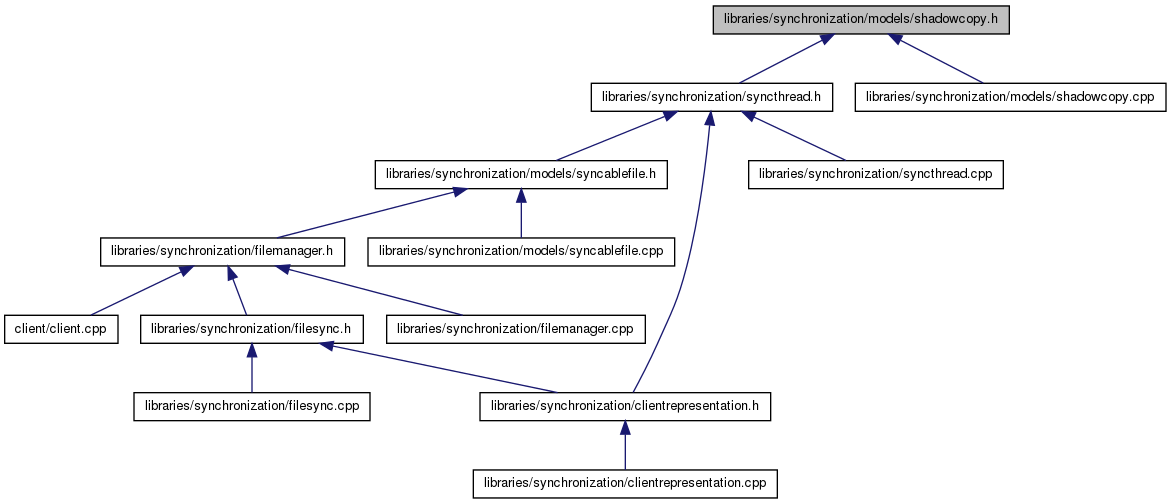 libraries/synchronization/models/shadowcopy.h
libraries/synchronization/syncthread.h
libraries/synchronization/models/shadowcopy.cpp
libraries/synchronization/models/syncablefile.h
libraries/synchronization/syncthread.cpp
libraries/synchronization/filemanager.h
libraries/synchronization/models/syncablefile.cpp
client/client.cpp
libraries/synchronization/filesync.h
libraries/synchronization/filemanager.cpp
libraries/synchronization/filesync.cpp
libraries/synchronization/clientrepresentation.h
libraries/synchronization/clientrepresentation.cpp